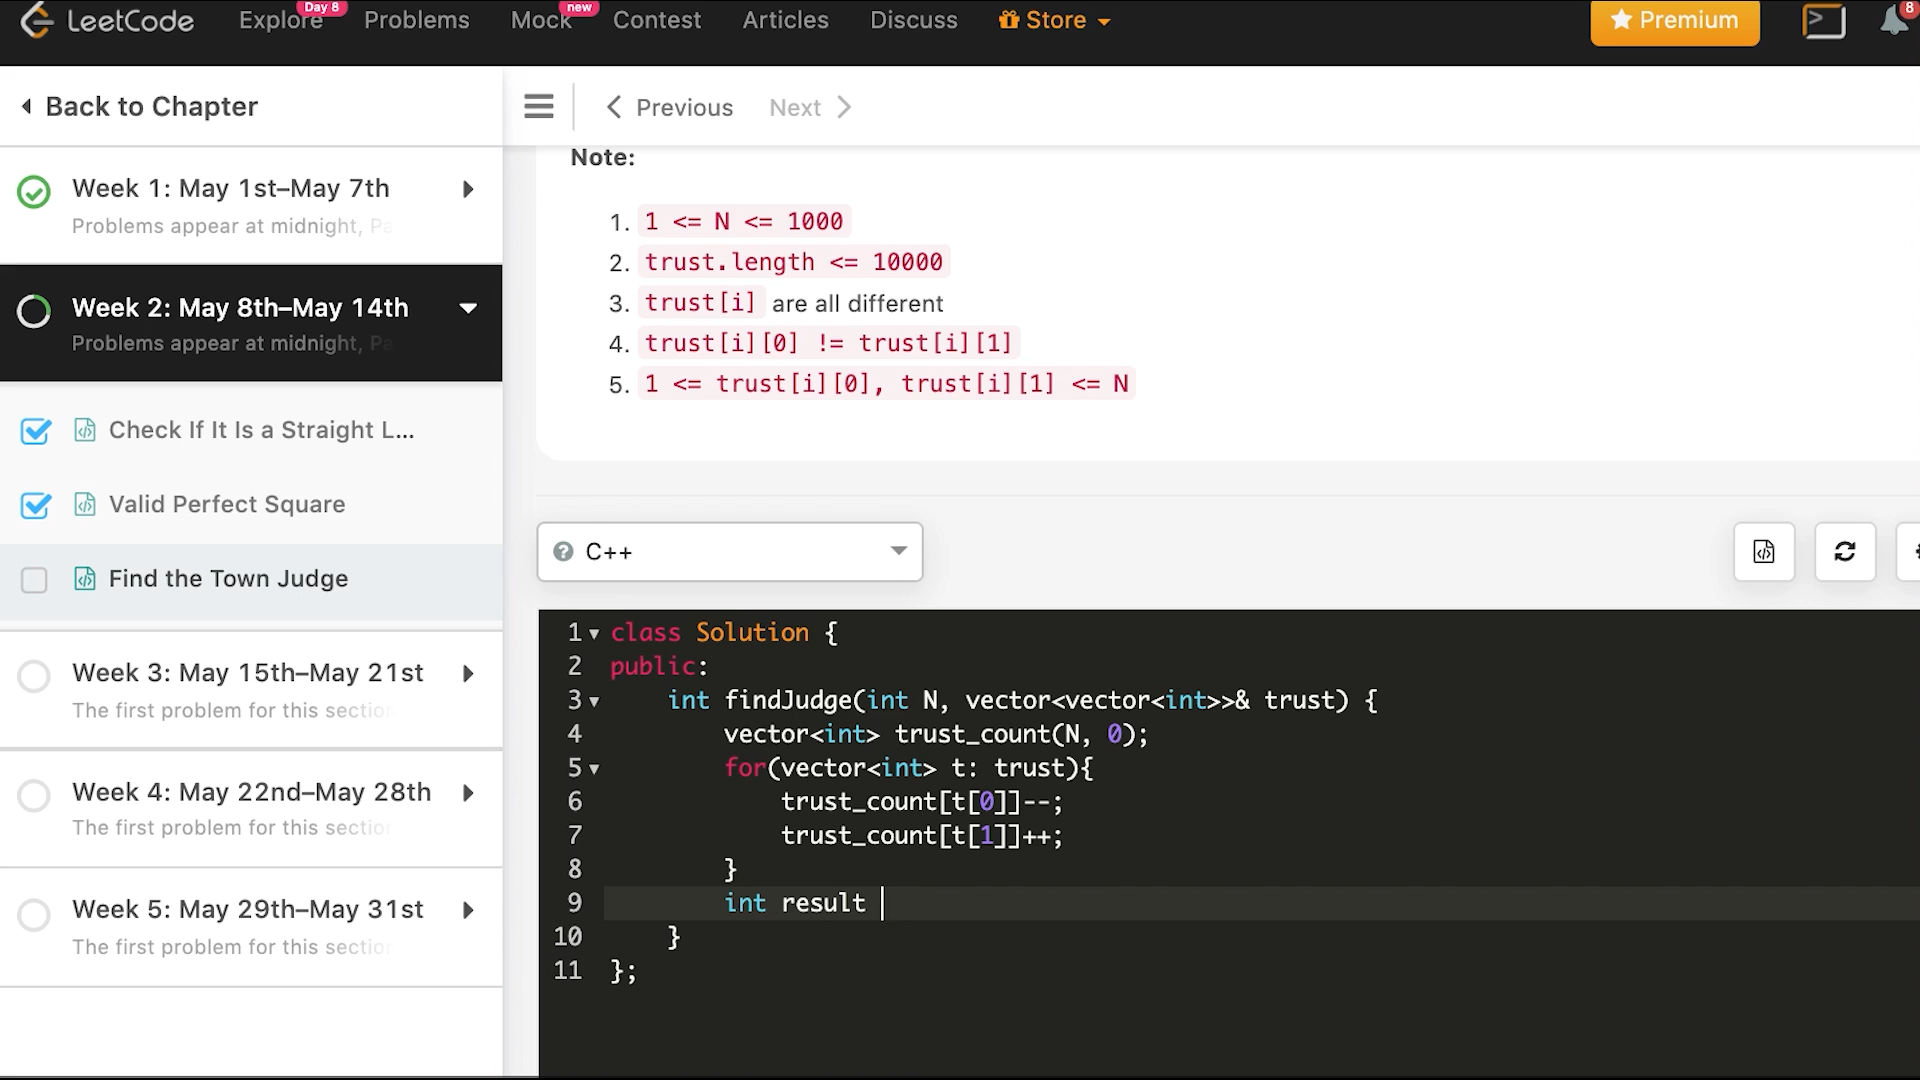 LeetCode Explore Day 8 Problems Mock new Contest Articles Discuss Store Premium 8
Back to Chapter
Previous Next
Week 1: May 1st–May 7th
Problems appear at midnight,
Week 2: May 8th–May 14th
Problems appear at midnight,
Check If It Is a Straight L...
Valid Perfect Square
Find the Town Judge
Week 3: May 15th–May 21st
The first problem for this section
Week 4: May 22nd–May 28th
The first problem for this section
Week 5: May 29th–May 31st
The first problem for this section
Note:
1. 1 <= N <= 1000
2. trust.length <= 10000
3. trust[i] are all different
4. trust[i][0] != trust[i][1]
5. 1 <= trust[i][0], trust[i][1] <= N
? C++
1 class Solution {
2 public:
3 int findJudge(int N, vector<vector<int>>& trust) {
4 vector<int> trust_count(N, 0);
5 for(vector<int> t: trust){
6 trust_count[t[0]]--;
7 trust_count[t[1]]++;
8 }
9 int result
10 }
11 };